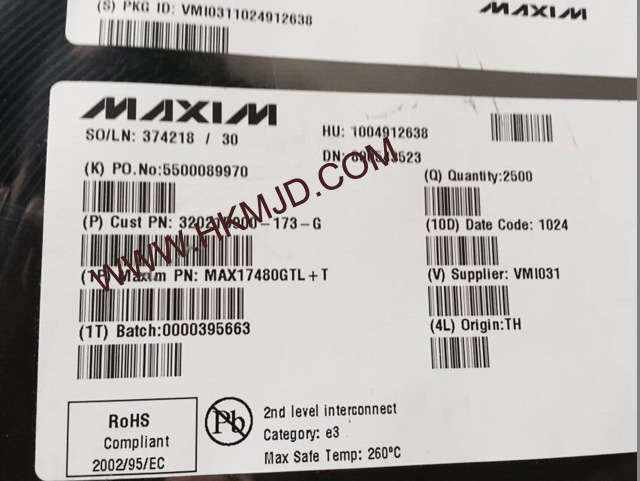 (S) PKG ID: VMI0311024912638
MAXIM
MAXIM
SO/LN: 374218 / 30
HU: 1004912638
(K) PO.No:5500089970
(Q) Quantity:2500
(P) Cust PN:
(10D) Date Code: 1024
Maxim PN: MAX17480GTL+T
(V) Supplier: VMI031
(1T) Batch:0000395663
(4L) Origin:TH
WWW.HKMJD.COM
RoHS
Compliant
2002/95/EC
Pb
2nd level interconnect
Category: e3
Max Safe Temp: 260°C